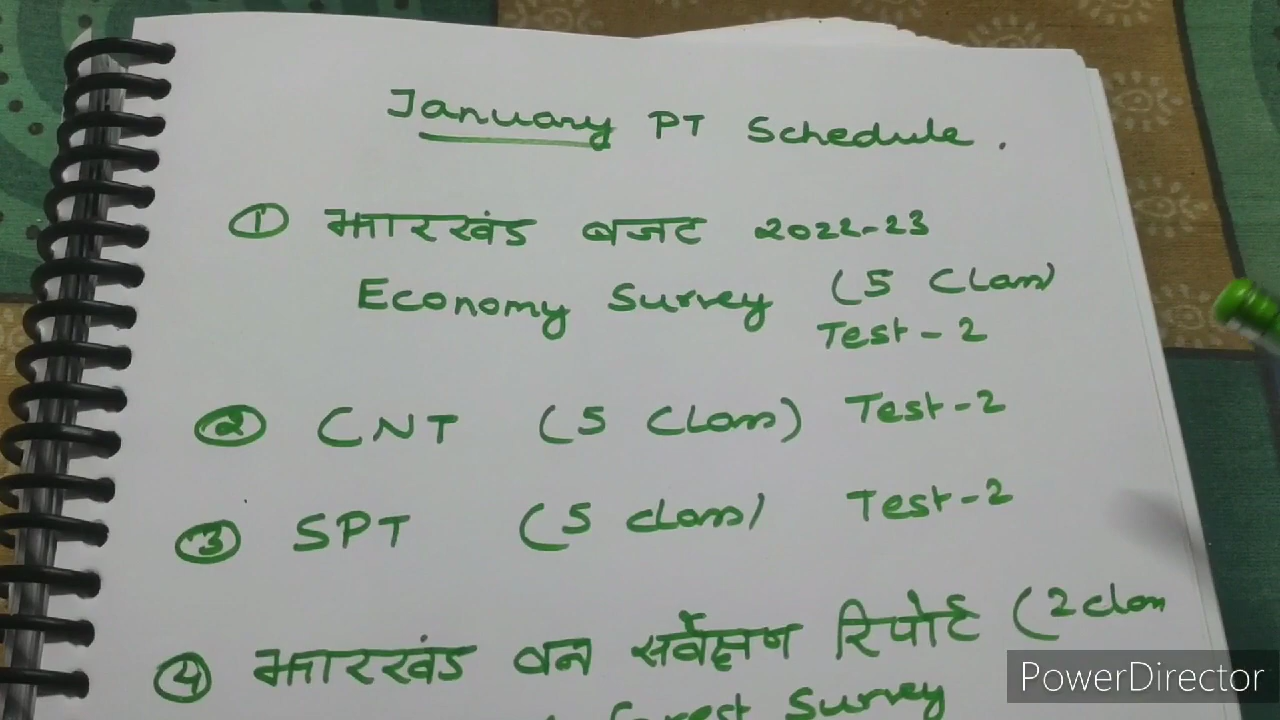 January PT Schedule.
① झारखंड बजट 2022-23
Economy Survey (5 Class)
Test-2
② CNT (5 Class) Test-2
③ SPT (5 class) Test-2
④ झारखंड वन सर्वेक्षण रिपोर्ट (2 class
Forest Survey
PowerDirector